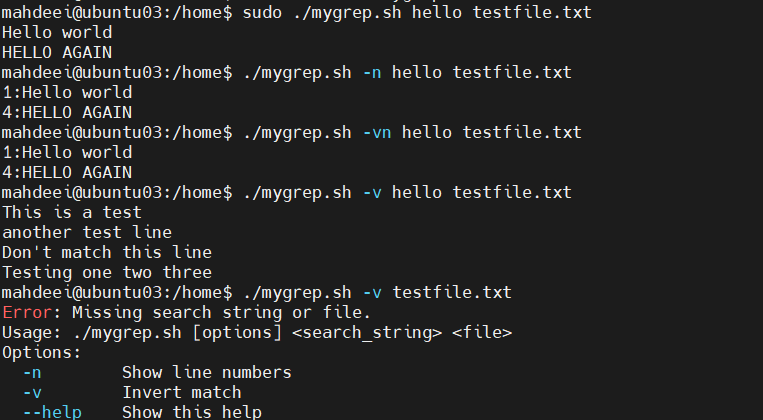 mahdeei@ubuntu03:/home$ sudo ./mygrep.sh hello testfile.txt
Hello world
HELLO AGAIN
mahdeei@ubuntu03:/home$ ./mygrep.sh -n hello testfile.txt
1:Hello world
4:HELLO AGAIN
mahdeei@ubuntu03:/home$ ./mygrep.sh -vn hello testfile.txt
1:Hello world
4:HELLO AGAIN
mahdeei@ubuntu03:/home$ ./mygrep.sh -v hello testfile.txt
This is a test
another test line
Don't match this line
Testing one two three
mahdeei@ubuntu03:/home$ ./mygrep.sh -v testfile.txt
Error: Missing search string or file.
Usage: ./mygrep.sh [options] <search_string> <file>
Options:
  -n        Show line numbers
  -v        Invert match
  --help    Show this help